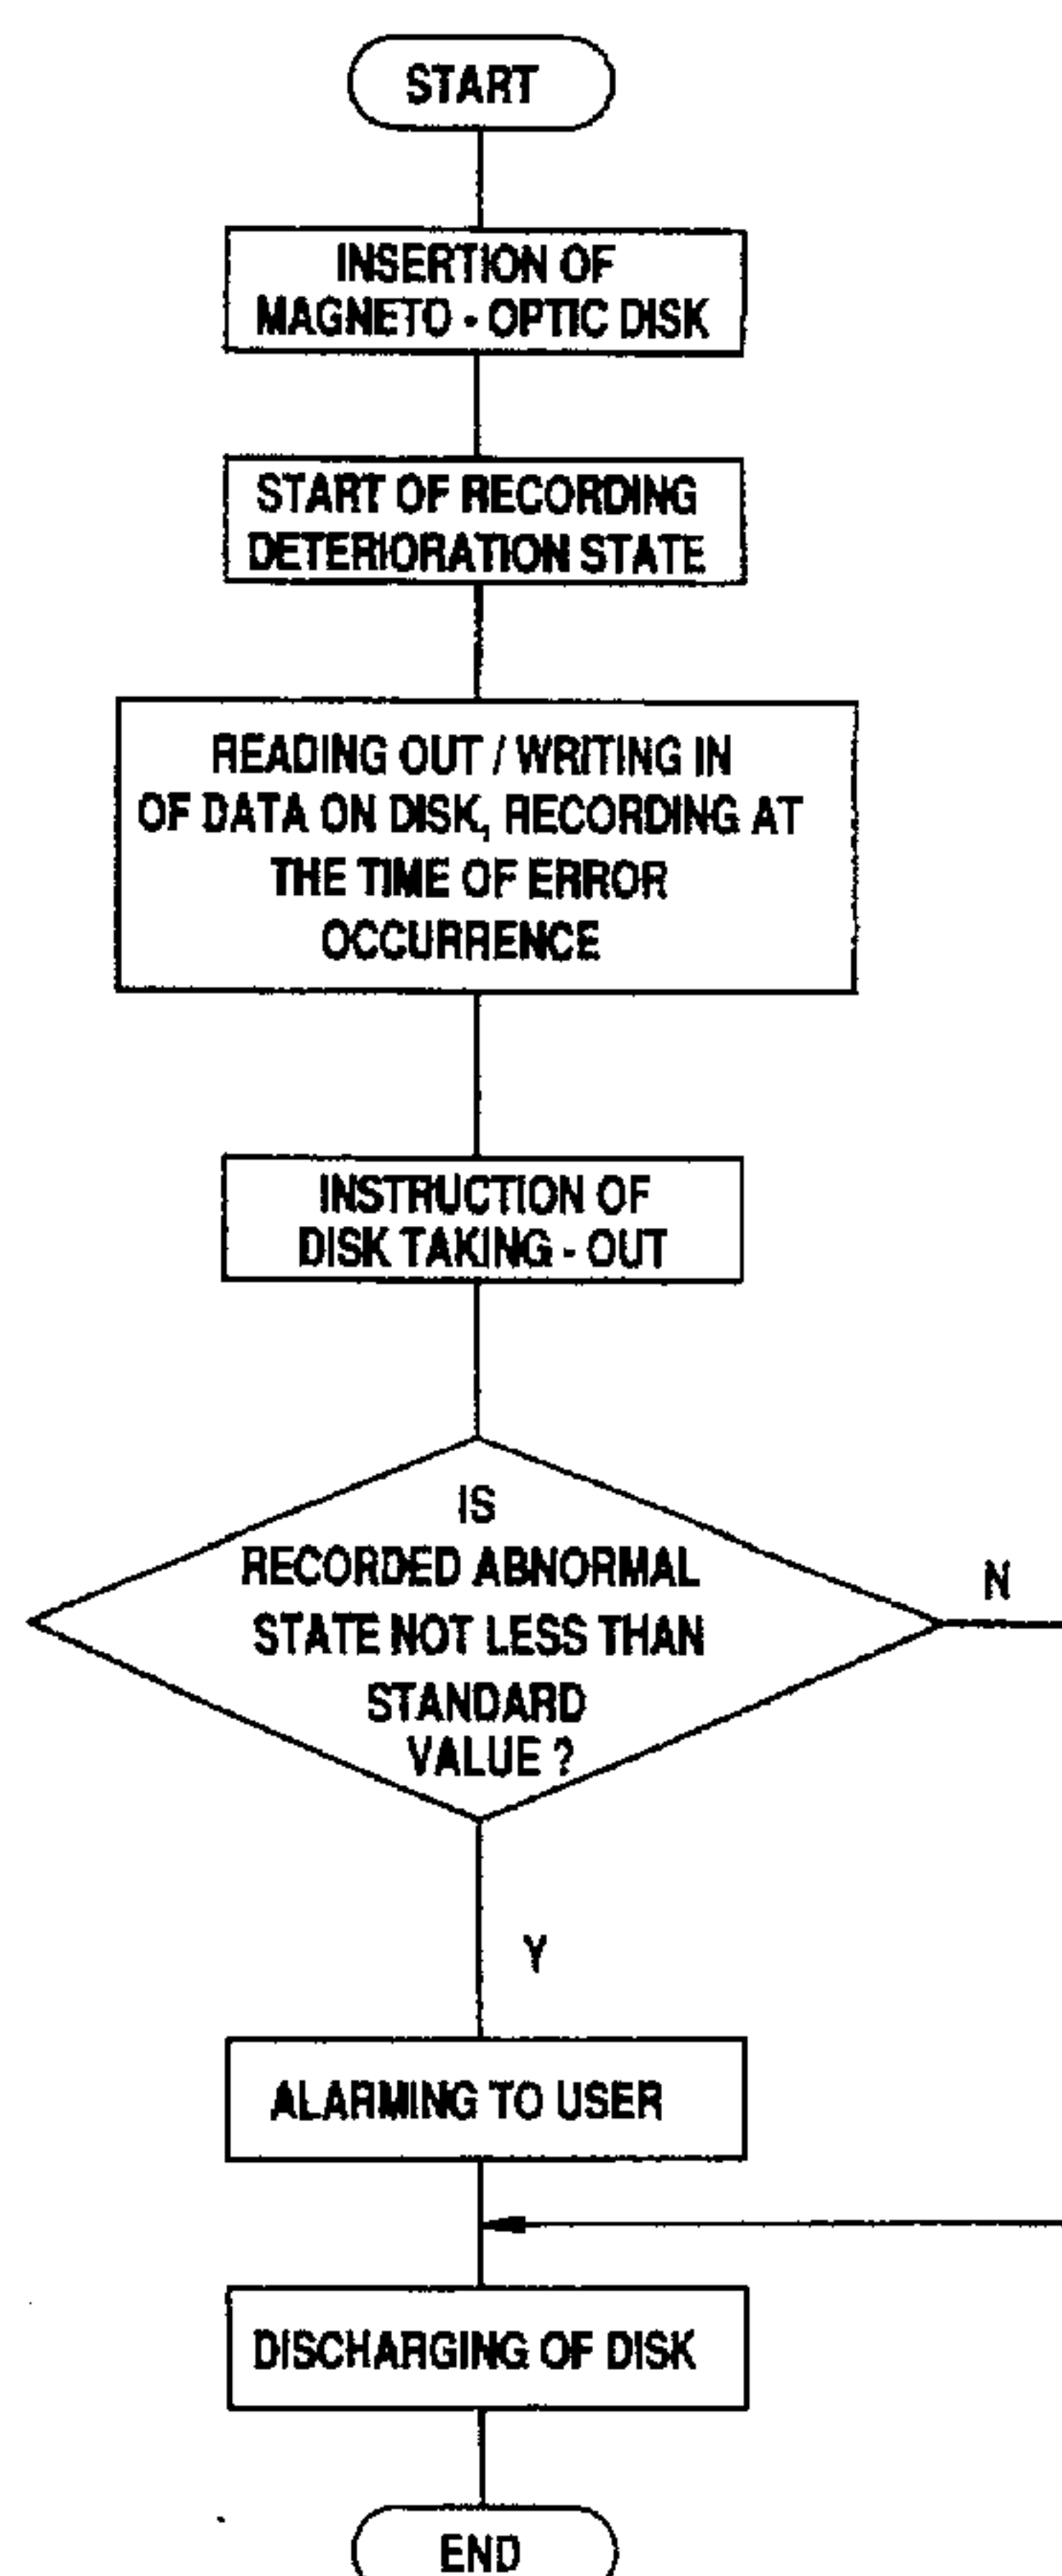 START
INSERTION OF
MAGNETO - OPTIC DISK
START OF RECORDING
DETERIORATION STATE
READING OUT / WRITING IN
OF DATA ON DISK, RECORDING AT
THE TIME OF ERROR
OCCURRENCE
INSTRUCTION OF
DISK TAKING - OUT
IS
RECORDED ABNORMAL
STATE NOT LESS THAN
STANDARD
VALUE ?
N
Y
ALARMING TO USER
DISCHARGING OF DISK
END